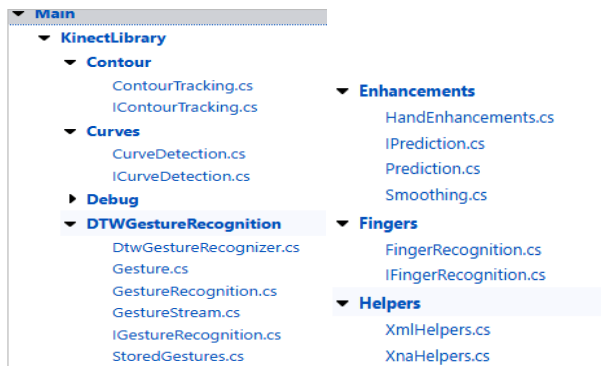 Main
KinectLibrary
Contour
ContourTracking.cs
IContourTracking.cs
Curves
CurveDetection.cs
ICurveDetection.cs
Debug
DTWGestureRecognition
DtwGestureRecognizer.cs
Gesture.cs
GestureRecognition.cs
GestureStream.cs
IGestureRecognition.cs
StoredGestures.cs
Enhancements
HandEnhancements.cs
IPrediction.cs
Prediction.cs
Smoothing.cs
Fingers
FingerRecognition.cs
IFingerRecognition.cs
Helpers
XmlHelpers.cs
XnaHelpers.cs